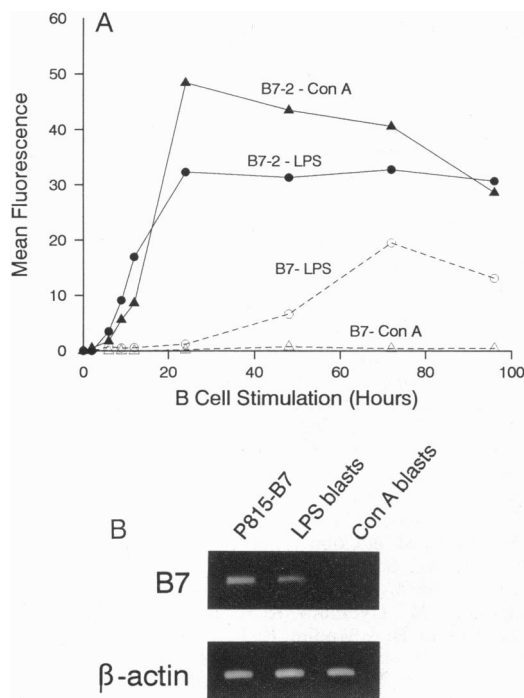 A
60
50
40
30
20
10
0
Mean Fluorescence
B7-2 - Con A
B7-2 - LPS
B7- LPS
B7- Con A
0
20
40
60
80
100
B Cell Stimulation (Hours)
B
P815-B7
LPS blasts
Con A blasts
B7
β-actin